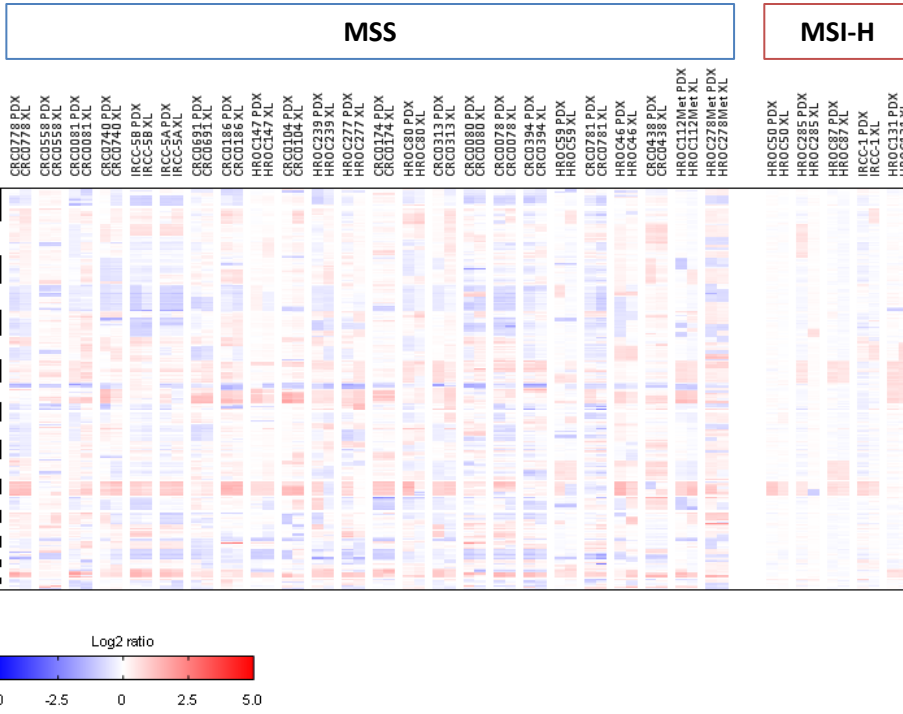 MSS
MSI-H
CRC0778 PDX
CRC0778 XL
CRC0558 PDX
CRC0558 XL
CRC0081 PDX
CRC0081 XL
CRC0740 PDX
CRC0740 XL
IRCC-5B PDX
IRCC-5B XL
IRCC-5A PDX
IRCC-5A XL
CRC0691 PDX
CRC0691 XL
CRC0186 PDX
CRC0186 XL
HROC147 PDX
HROC147 XL
CRC0104 PDX
CRC0104 XL
HROC239 PDX
HROC239 XL
HROC277 PDX
HROC277 XL
CRC0174 PDX
CRC0174 XL
HROC80 PDX
HROC80 XL
CRC0313 PDX
CRC0313 XL
CRC0080 PDX
CRC0080 XL
CRC0078 PDX
CRC0078 XL
CRC0394 PDX
CRC0394 XL
HROC59 PDX
HROC59 XL
CRC0781 PDX
CRC0781 XL
HROC46 PDX
HROC46 XL
CRC0438 PDX
CRC0438 XL
HROC112Met PDX
HROC112Met XL
HROC278Met PDX
HROC278Met XL
HROC50 PDX
HROC50 XL
HROC285 PDX
HROC285 XL
HROC87 PDX
HROC87 XL
IRCC-1 PDX
IRCC-1 XL
HROC131 PDX
Log2 ratio
-2.5 0 2.5 5.0